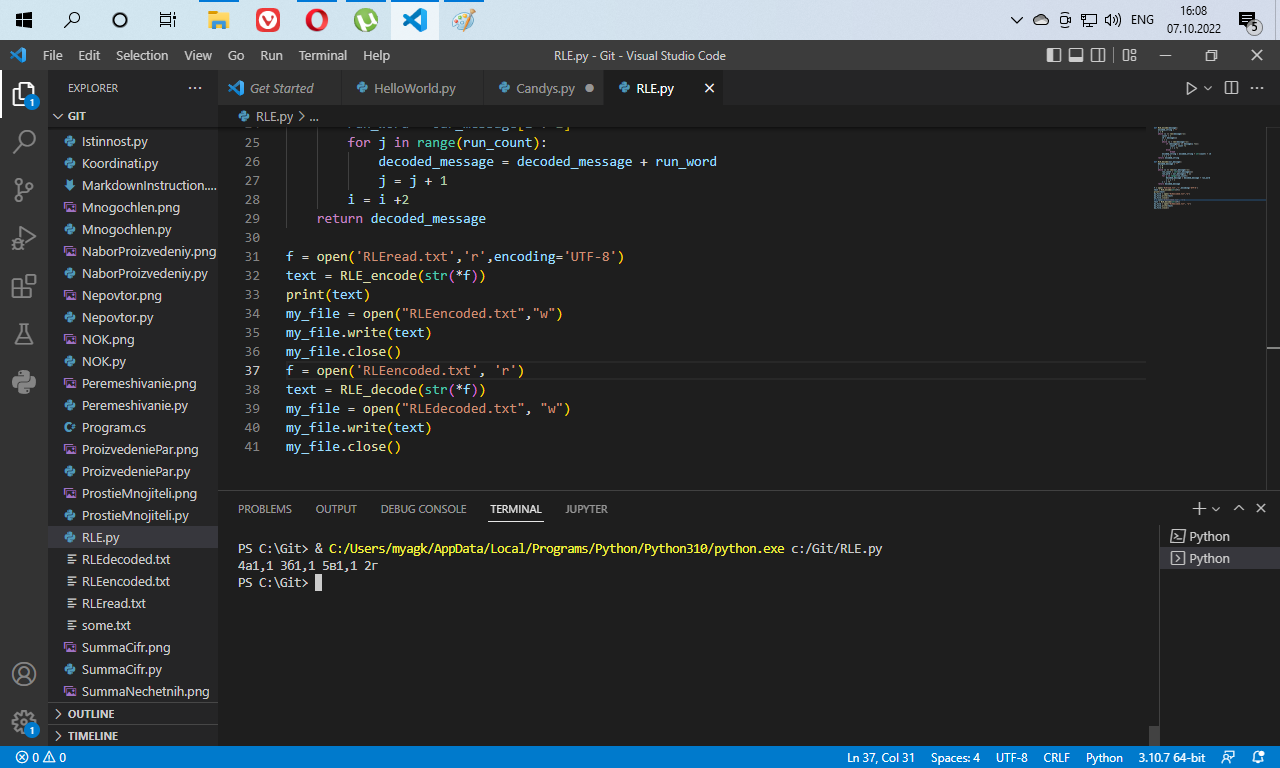 16:08
ENG
07.10.2022
5
File Edit Selection View Go Run Terminal Help
RLE.py - Git - Visual Studio Code
EXPLORER
Get Started
HelloWorld.py
Candys.py
RLE.py
GIT
RLE.py > ...
1
Istinnost.py
Koordinati.py
MarkdownInstruction....
Mnogochlen.png
Mnogochlen.py
NaborProizvedeniy.png
NaborProizvedeniy.py
Nepovtor.png
Nepovtor.py
NOK.png
NOK.py
Peremeshivanie.png
Peremeshivanie.py
Program.cs
ProizvedeniePar.png
ProizvedeniePar.py
ProstieMnojiteli.png
ProstieMnojiteli.py
RLE.py
RLEdecoded.txt
RLEencoded.txt
RLEread.txt
some.txt
SummaCifr.png
SummaCifr.py
SummaNechetnih.png
OUTLINE
TIMELINE
1
25 for j in range(run_count):
26 decoded_message = decoded_message + run_word
27 j = j + 1
28 i = i +2
29 return decoded_message
30
31 f = open('RLEread.txt','r',encoding='UTF-8')
32 text = RLE_encode(str(*f))
33 print(text)
34 my_file = open("RLEencoded.txt","w")
35 my_file.write(text)
36 my_file.close()
37 f = open('RLEencoded.txt', 'r')
38 text = RLE_decode(str(*f))
39 my_file = open("RLEdecoded.txt", "w")
40 my_file.write(text)
41 my_file.close()
PROBLEMS OUTPUT DEBUG CONSOLE TERMINAL JUPYTER
PS C:\Git> & C:/Users/myagk/AppData/Local/Programs/Python/Python310/python.exe c:/Git/RLE.py
4а1,1 3б1,1 5в1,1 2г
PS C:\Git>
Python
Python
0 0
Ln 37, Col 31 Spaces: 4 UTF-8 CRLF Python 3.10.7 64-bit